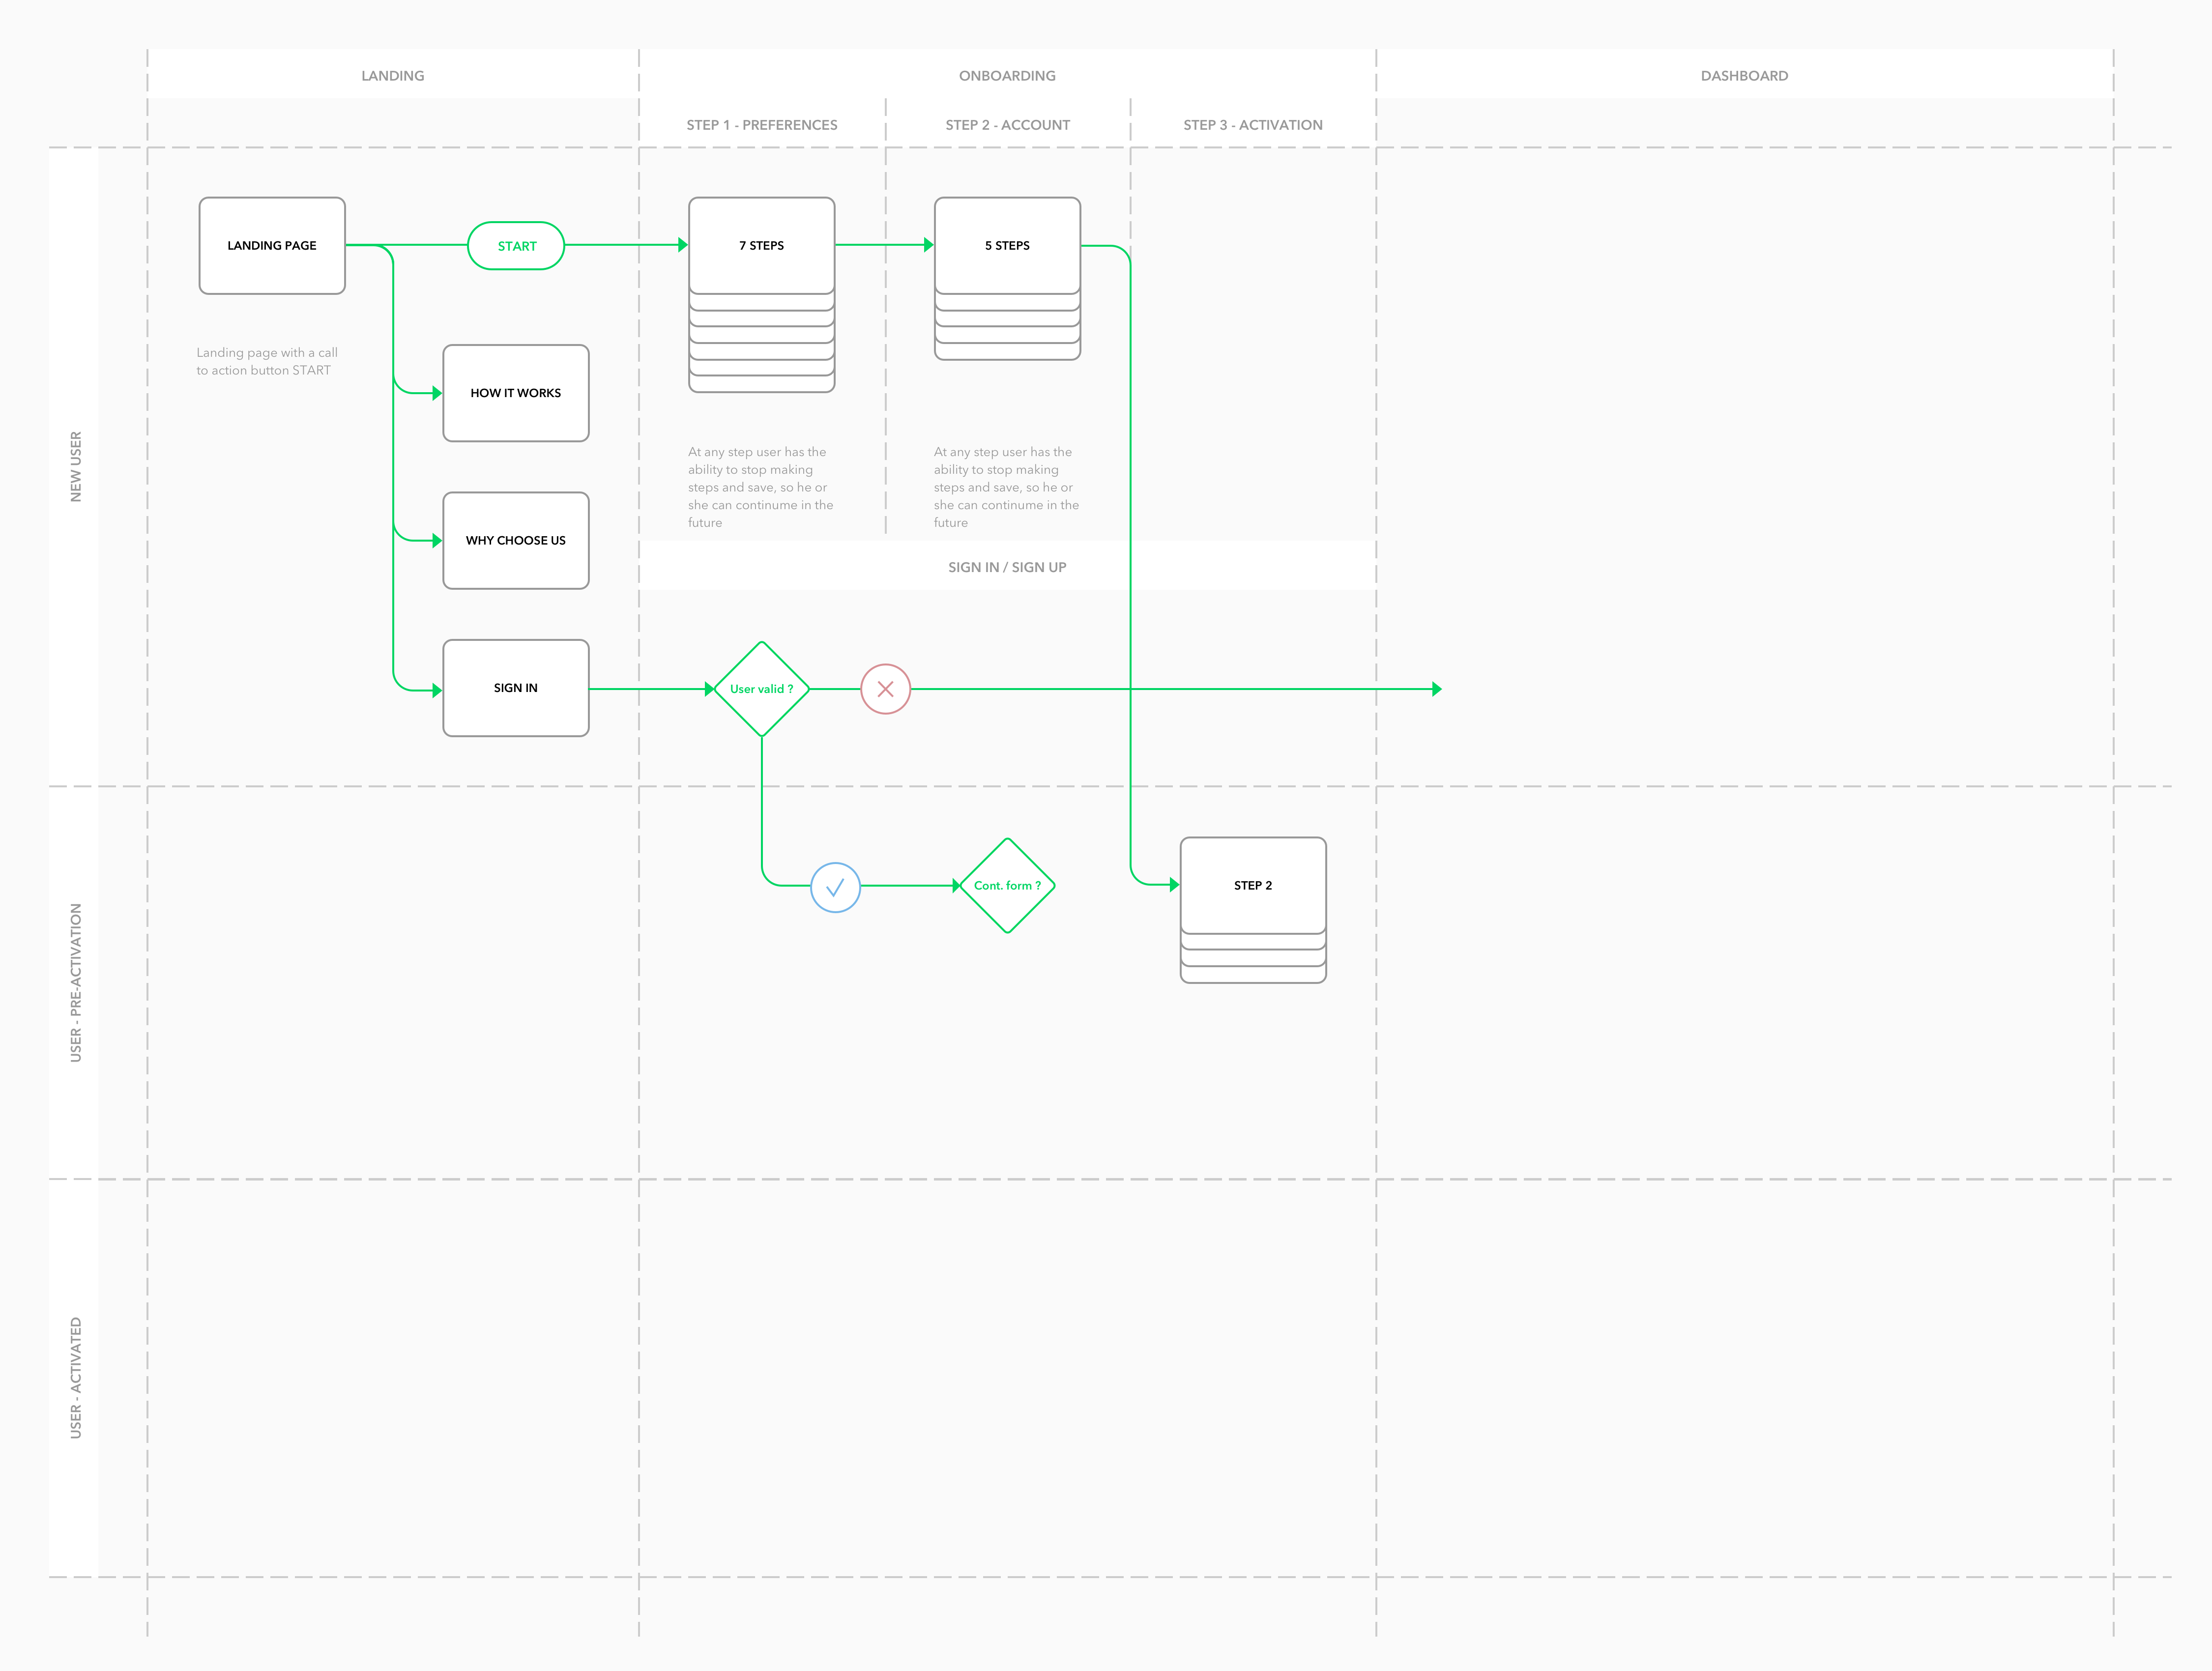 LANDING
ONBOARDING
DASHBOARD
STEP 1 - PREFERENCES
STEP 2 - ACCOUNT
STEP 3 - ACTIVATION
NEW USER
LANDING PAGE
START
7 STEPS
5 STEPS
Landing page with a call
to action button START
HOW IT WORKS
At any step user has the
ability to stop making
steps and save, so he or
she can continume in the
future
At any step user has the
ability to stop making
steps and save, so he or
she can continume in the
future
WHY CHOOSE US
SIGN IN / SIGN UP
SIGN IN
User valid ?
USER - PRE-ACTIVATION
Cont. form ?
STEP 2
USER - ACTIVATED